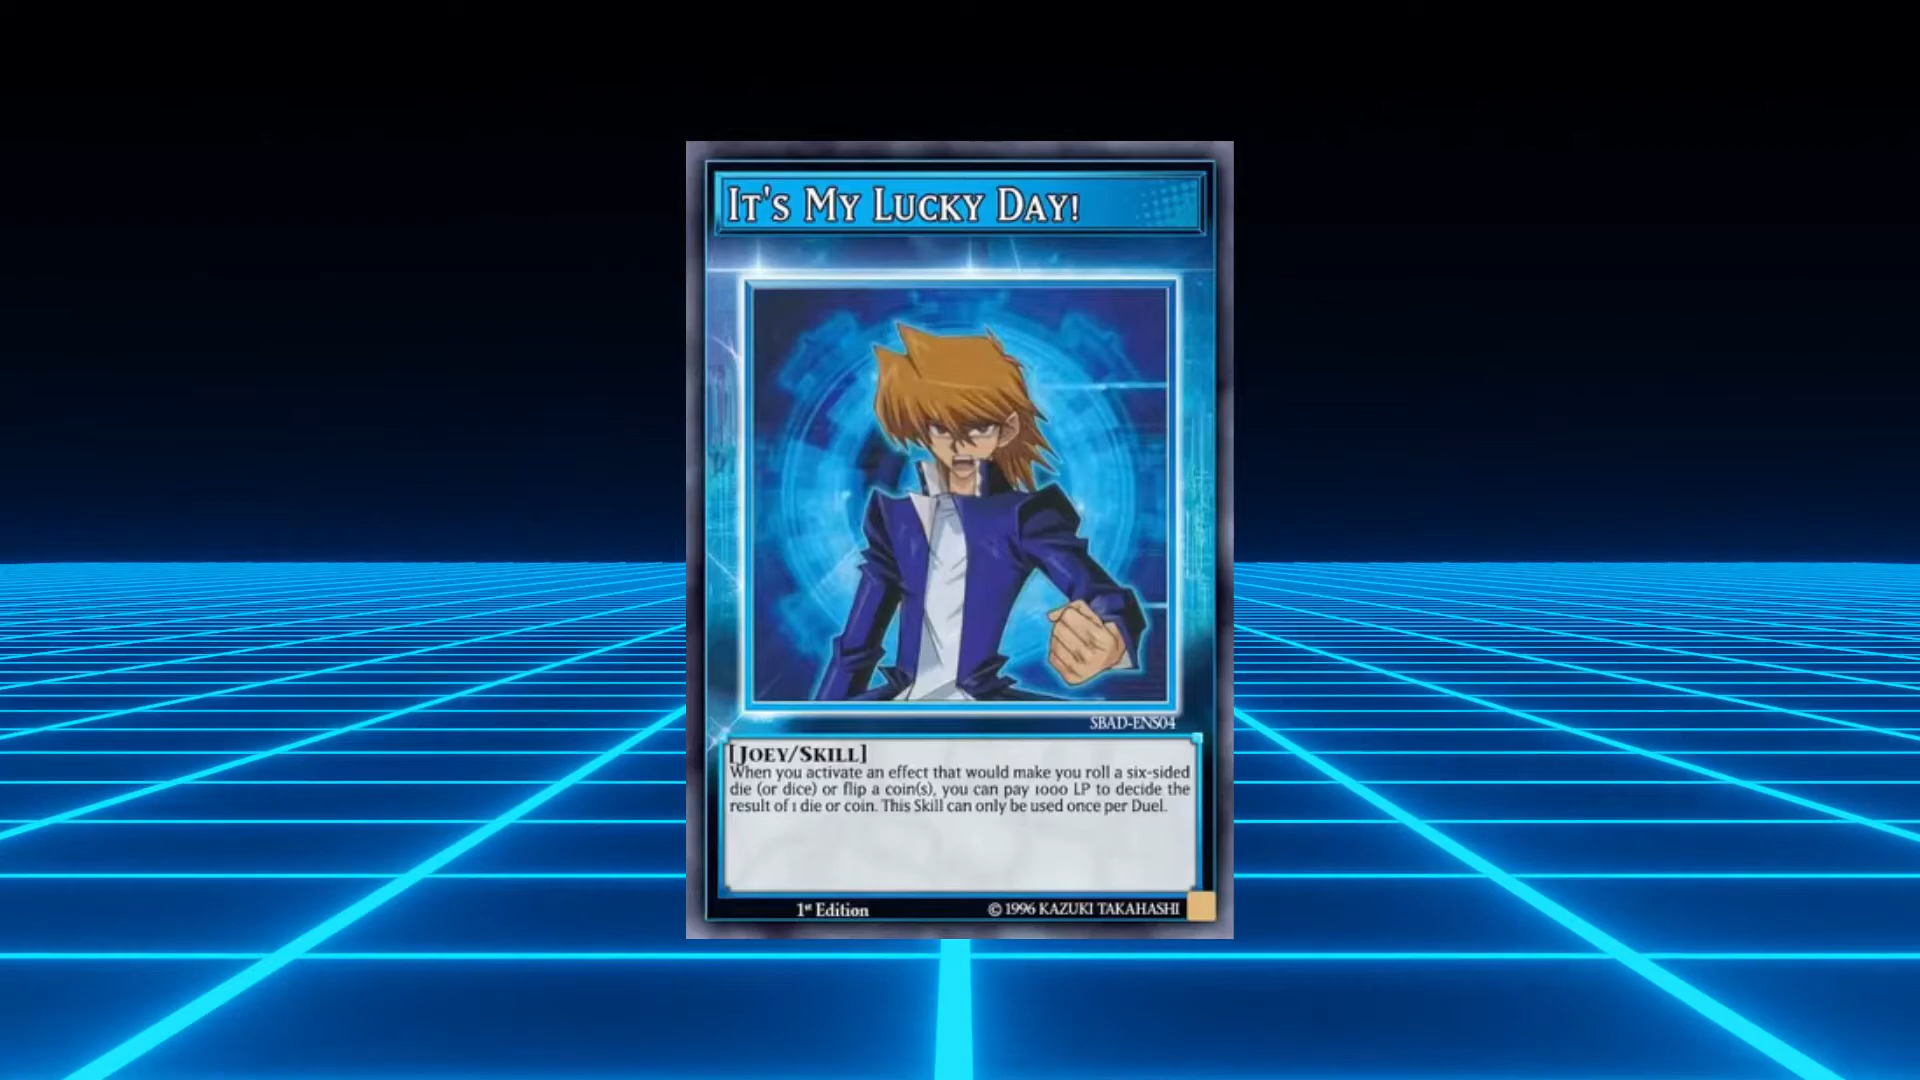 It's My Lucky Day!
SBAD-ENS04
[Joey/Skill]
When you activate an effect that would make you roll a six-sided
die (or dice) or flip a coin(s), you can pay 1000 LP to decide the
result of 1 die or coin. This Skill can only be used once per Duel.
1st Edition
© 1996 KAZUKI TAKAHASHI